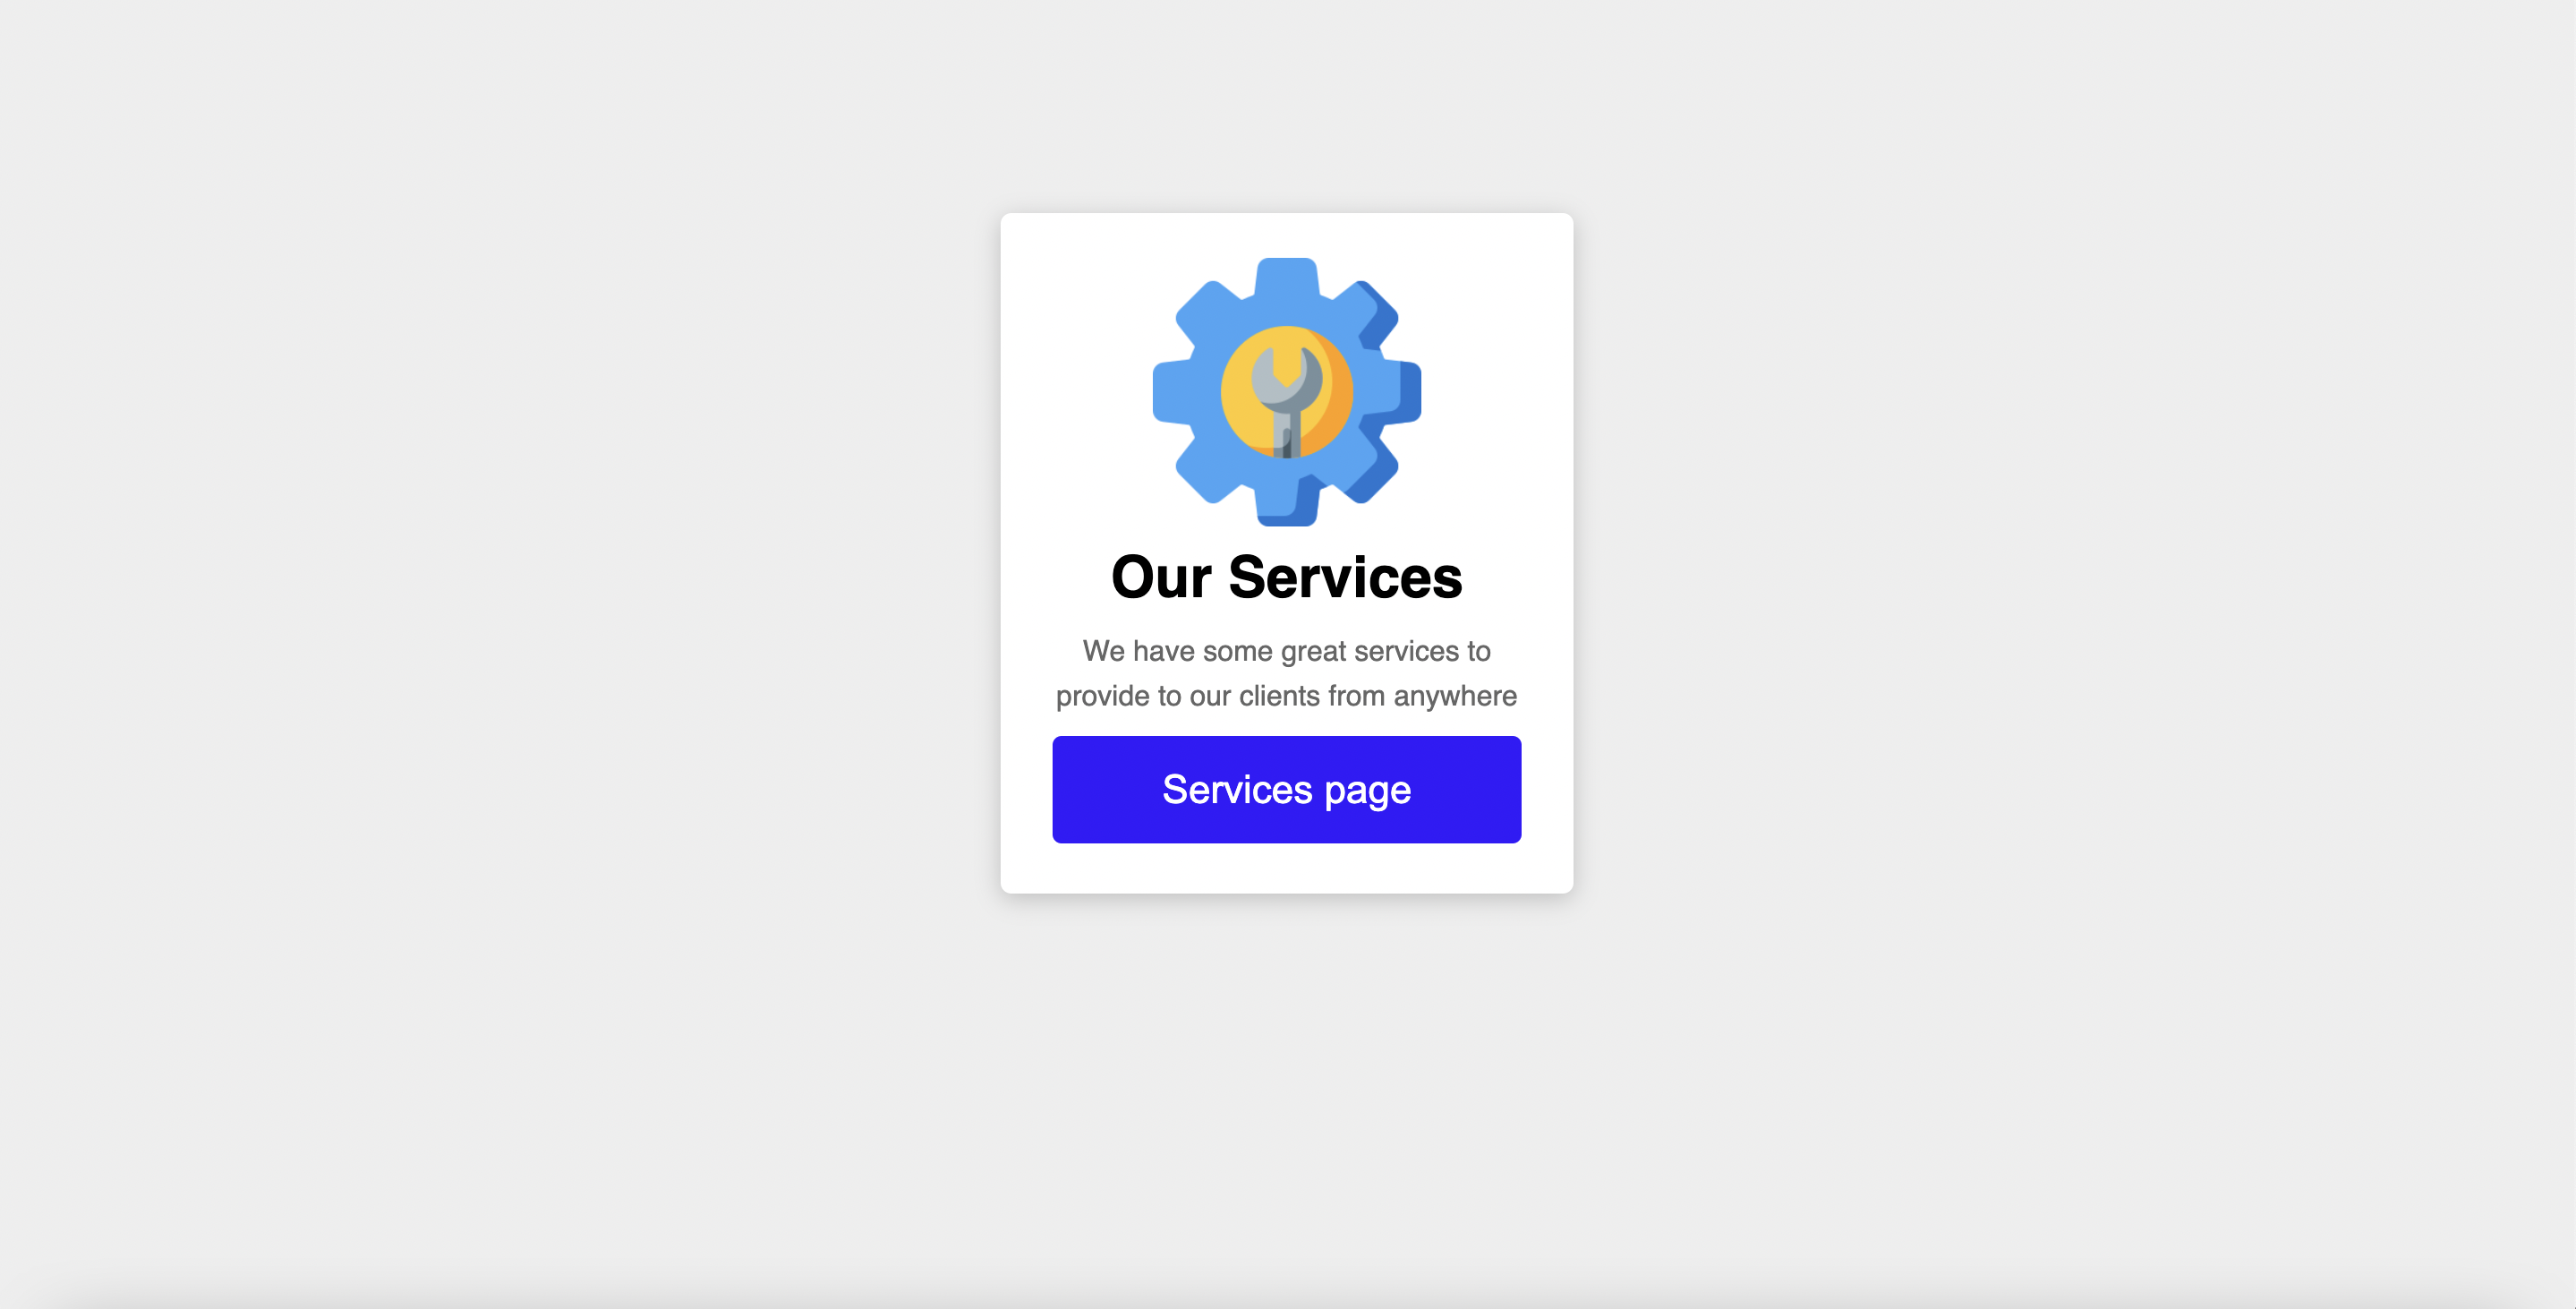 Our Services
We have some great services to
provide to our clients from anywhere
Services page